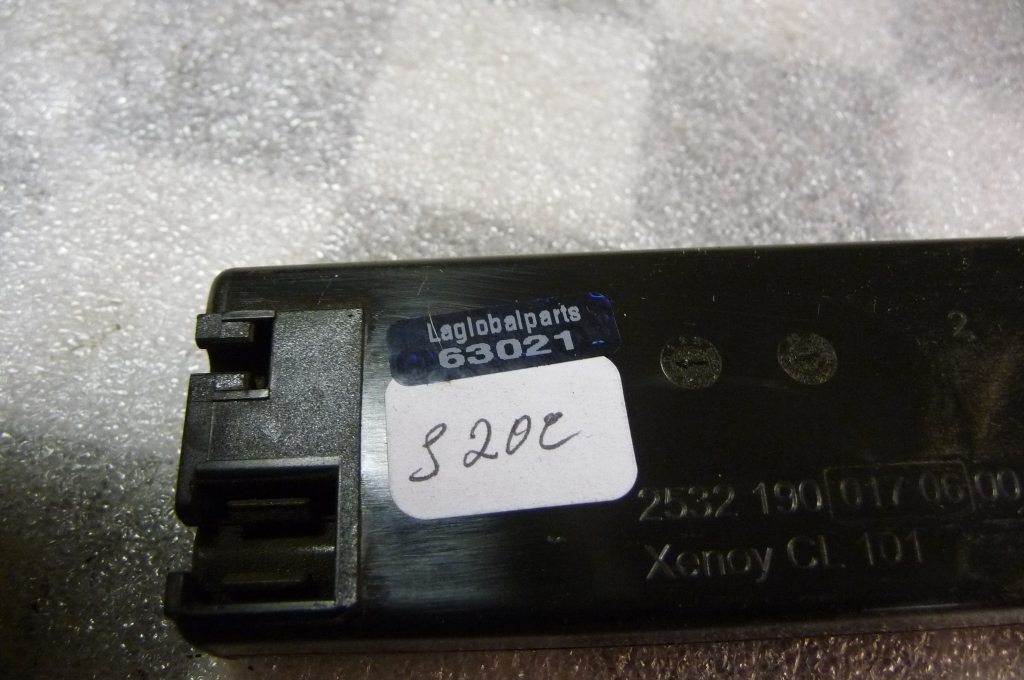 Laglobalparts
63021
S20C
2
2532 190 017 06 00
Xenoy CL 101